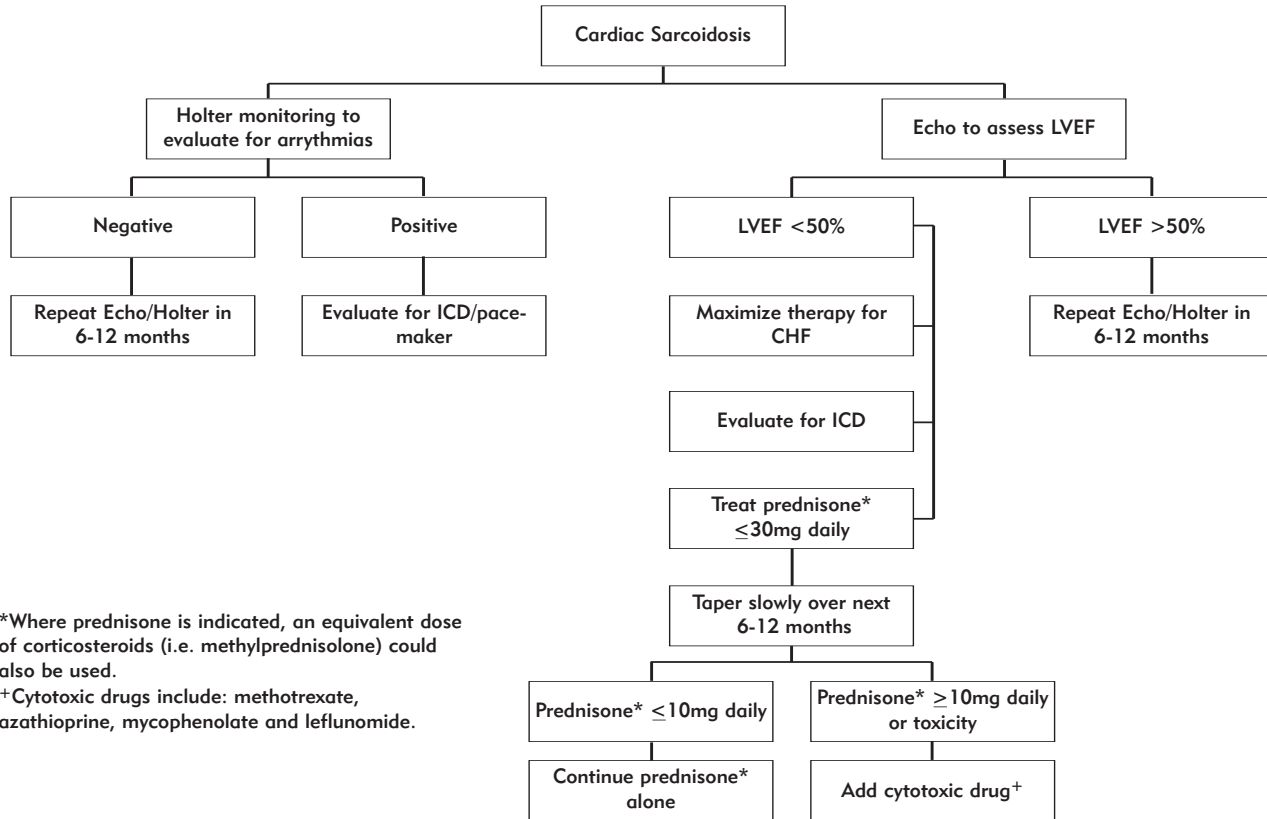 Cardiac Sarcoidosis
Holter monitoring to
evaluate for arrythmias
Echo to assess LVEF
Negative
Positive
LVEF <50%
LVEF >50%
Repeat Echo/Holter in
6-12 months
Evaluate for ICD/pace-
maker
Maximize therapy for
CHF
Repeat Echo/Holter in
6-12 months
Evaluate for ICD
Treat prednisone*
≤30mg daily
Taper slowly over next
6-12 months
Prednisone* ≤10mg daily
Prednisone* ≥10mg daily
or toxicity
Continue prednisone*
alone
Add cytotoxic drug+
*Where prednisone is indicated, an equivalent dose
of corticosteroids (i.e. methylprednisolone) could
also be used.
+Cytotoxic drugs include: methotrexate,
azathioprine, mycophenolate and leflunomide.